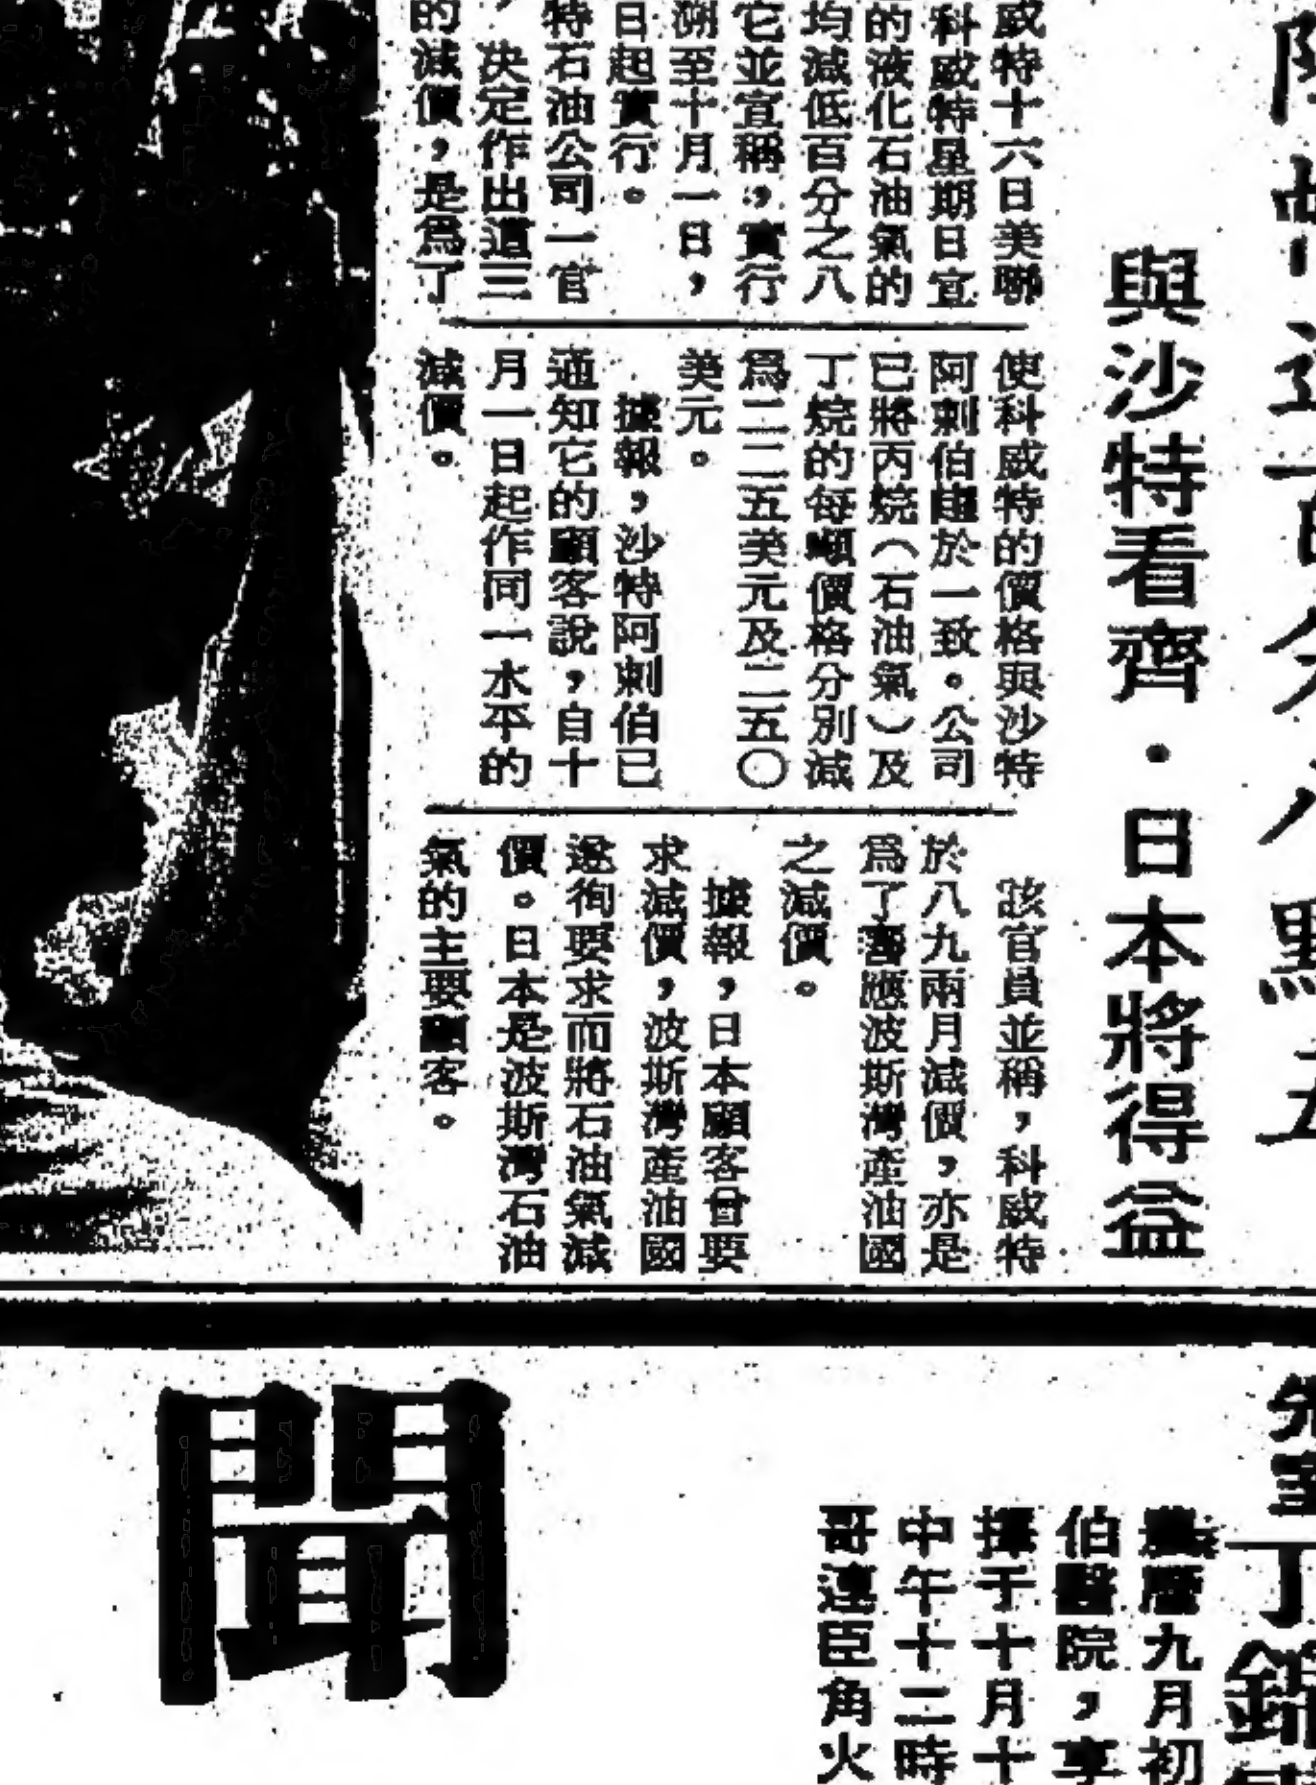 與沙特看齊·日本將得益
威特十六日美聯
科威特星期日宣
的液化石油氣的
均減低百分之八
它並宣稱，實行
溯至十月一日，
日起實行。
特石油公司一官
，決定作出這三
的減價，是爲了
使科威特的價格與沙特
阿剌伯趨於一致。公司
已將丙烷（石油氣）及
丁烷的每噸價格分別減
爲二二五美元及二五〇
美元。
據報，沙特阿剌伯已
通知它的顧客說，自十
月一日起作同一水平的
減價。
該官員並稱，科威特
於八九兩月減價，亦是
爲了響應波斯灣產油國
之減價。
據報，日本顧客曾要
求減價，波斯灣產油國
遂徇要求而將石油氣減
價。日本是波斯灣石油
氣的主要顧客。
聞
農曆九月初
伯醫院，享
擇于十月十
中午十二時
哥連臣角火